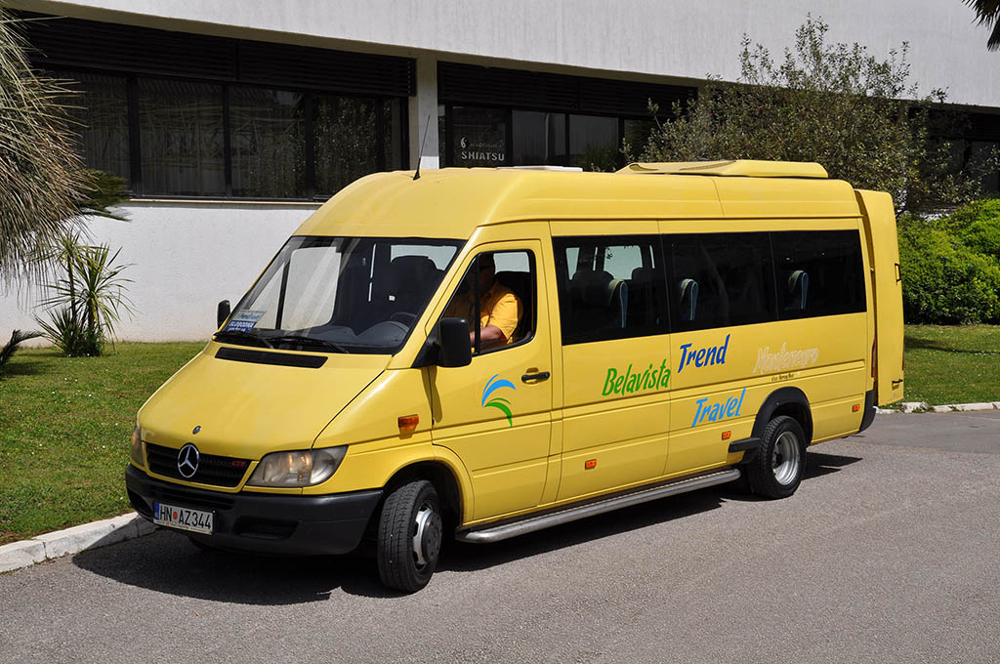 SHIATSU
Belavista
Trend
Travel
Montenegro
HN AZ344